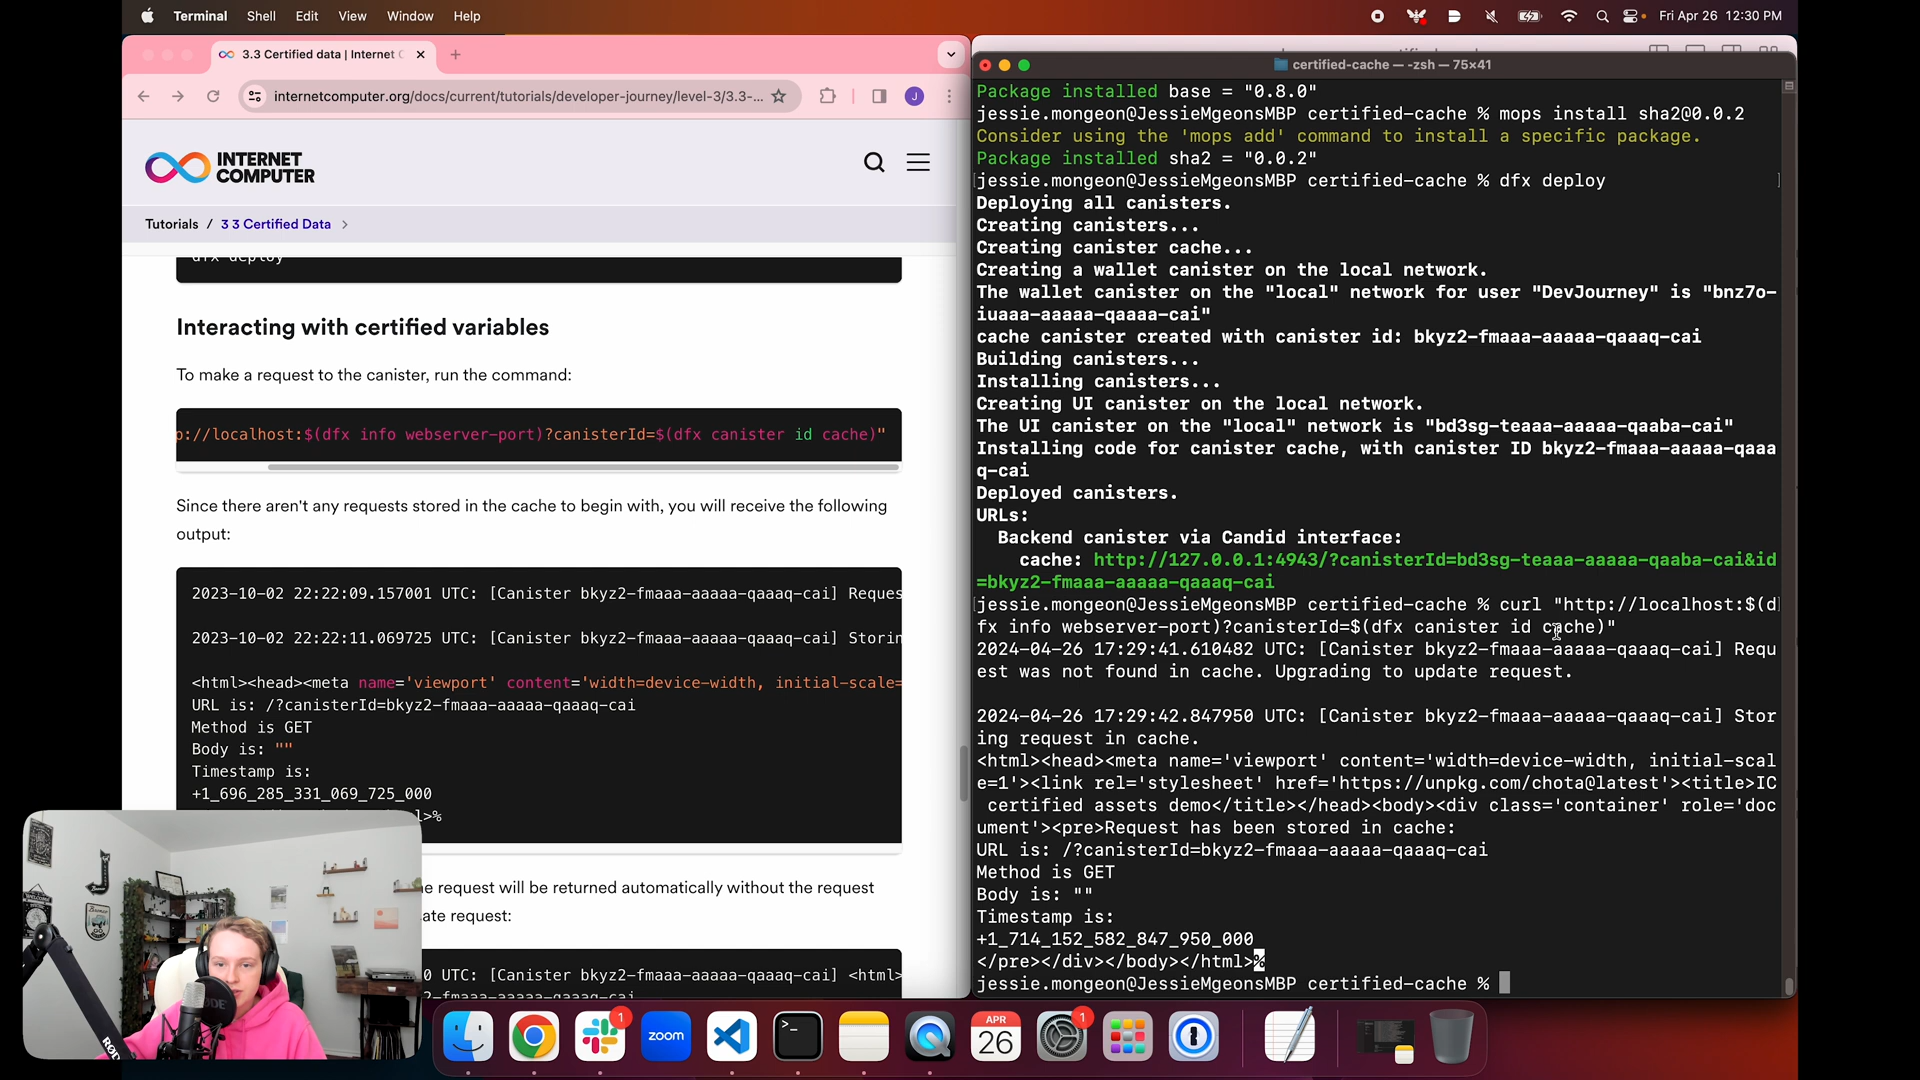 Terminal Shell Edit View Window Help
Fri Apr 26 12:30 PM
3.3 Certified data | Internet C
internetcomputer.org/docs/current/tutorials/developer-journey/level-3/3.3-...
J
INTERNET
COMPUTER
Tutorials / 3 3 Certified Data >
dfx deploy
Interacting with certified variables
To make a request to the canister, run the command:
p://localhost:$(dfx info webserver-port)?canisterId=$(dfx canister id cache)"
Since there aren't any requests stored in the cache to begin with, you will receive the following
output:
2023-10-02 22:22:09.157001 UTC: [Canister bkyz2-fmaaa-aaaaa-qaaaq-cai] Reques
2023-10-02 22:22:11.069725 UTC: [Canister bkyz2-fmaaa-aaaaa-qaaaq-cai] Storin
<html><head><meta name='viewport' content='width=device-width, initial-scale=
URL is: /?canisterId=bkyz2-fmaaa-aaaaa-qaaaq-cai
Method is GET
Body is: ""
Timestamp is:
+1_696_285_331_069_725_000
l>%
e request will be returned automatically without the request
ate request:
0 UTC: [Canister bkyz2-fmaaa-aaaaa-qaaaq-cai] <html>
certified-cache — -zsh — 75×41
Package installed base = "0.8.0"
jessie.mongeon@JessieMgeonsMBP certified-cache % mops install sha2@0.0.2
Consider using the 'mops add' command to install a specific package.
Package installed sha2 = "0.0.2"
[jessie.mongeon@JessieMgeonsMBP certified-cache % dfx deploy ]
Deploying all canisters.
Creating canisters...
Creating canister cache...
Creating a wallet canister on the local network.
The wallet canister on the "local" network for user "DevJourney" is "bnz7o-
iuaaa-aaaaa-qaaaa-cai"
cache canister created with canister id: bkyz2-fmaaa-aaaaa-qaaaq-cai
Building canisters...
Installing canisters...
Creating UI canister on the local network.
The UI canister on the "local" network is "bd3sg-teaaa-aaaaa-qaaba-cai"
Installing code for canister cache, with canister ID bkyz2-fmaaa-aaaaa-qaaa
q-cai
Deployed canisters.
URLs:
Backend canister via Candid interface:
cache: http://127.0.0.1:4943/?canisterId=bd3sg-teaaa-aaaaa-qaaba-cai&id
=bkyz2-fmaaa-aaaaa-qaaaq-cai
[jessie.mongeon@JessieMgeonsMBP certified-cache % curl "http://localhost:$(d]
fx info webserver-port)?canisterId=$(dfx canister id cache)"
2024-04-26 17:29:41.610482 UTC: [Canister bkyz2-fmaaa-aaaaa-qaaaq-cai] Requ
est was not found in cache. Upgrading to update request.
2024-04-26 17:29:42.847950 UTC: [Canister bkyz2-fmaaa-aaaaa-qaaaq-cai] Stor
ing request in cache.
<html><head><meta name='viewport' content='width=device-width, initial-scal
e=1'><link rel='stylesheet' href='https://unpkg.com/chota@latest'><title>IC
certified assets demo</title></head><body><div class='container' role='doc
ument'><pre>Request has been stored in cache:
URL is: /?canisterId=bkyz2-fmaaa-aaaaa-qaaaq-cai
Method is GET
Body is: ""
Timestamp is:
+1_714_152_582_847_950_000
</pre></div></body></html>%
jessie.mongeon@JessieMgeonsMBP certified-cache %
1
zoom
APR
26
1